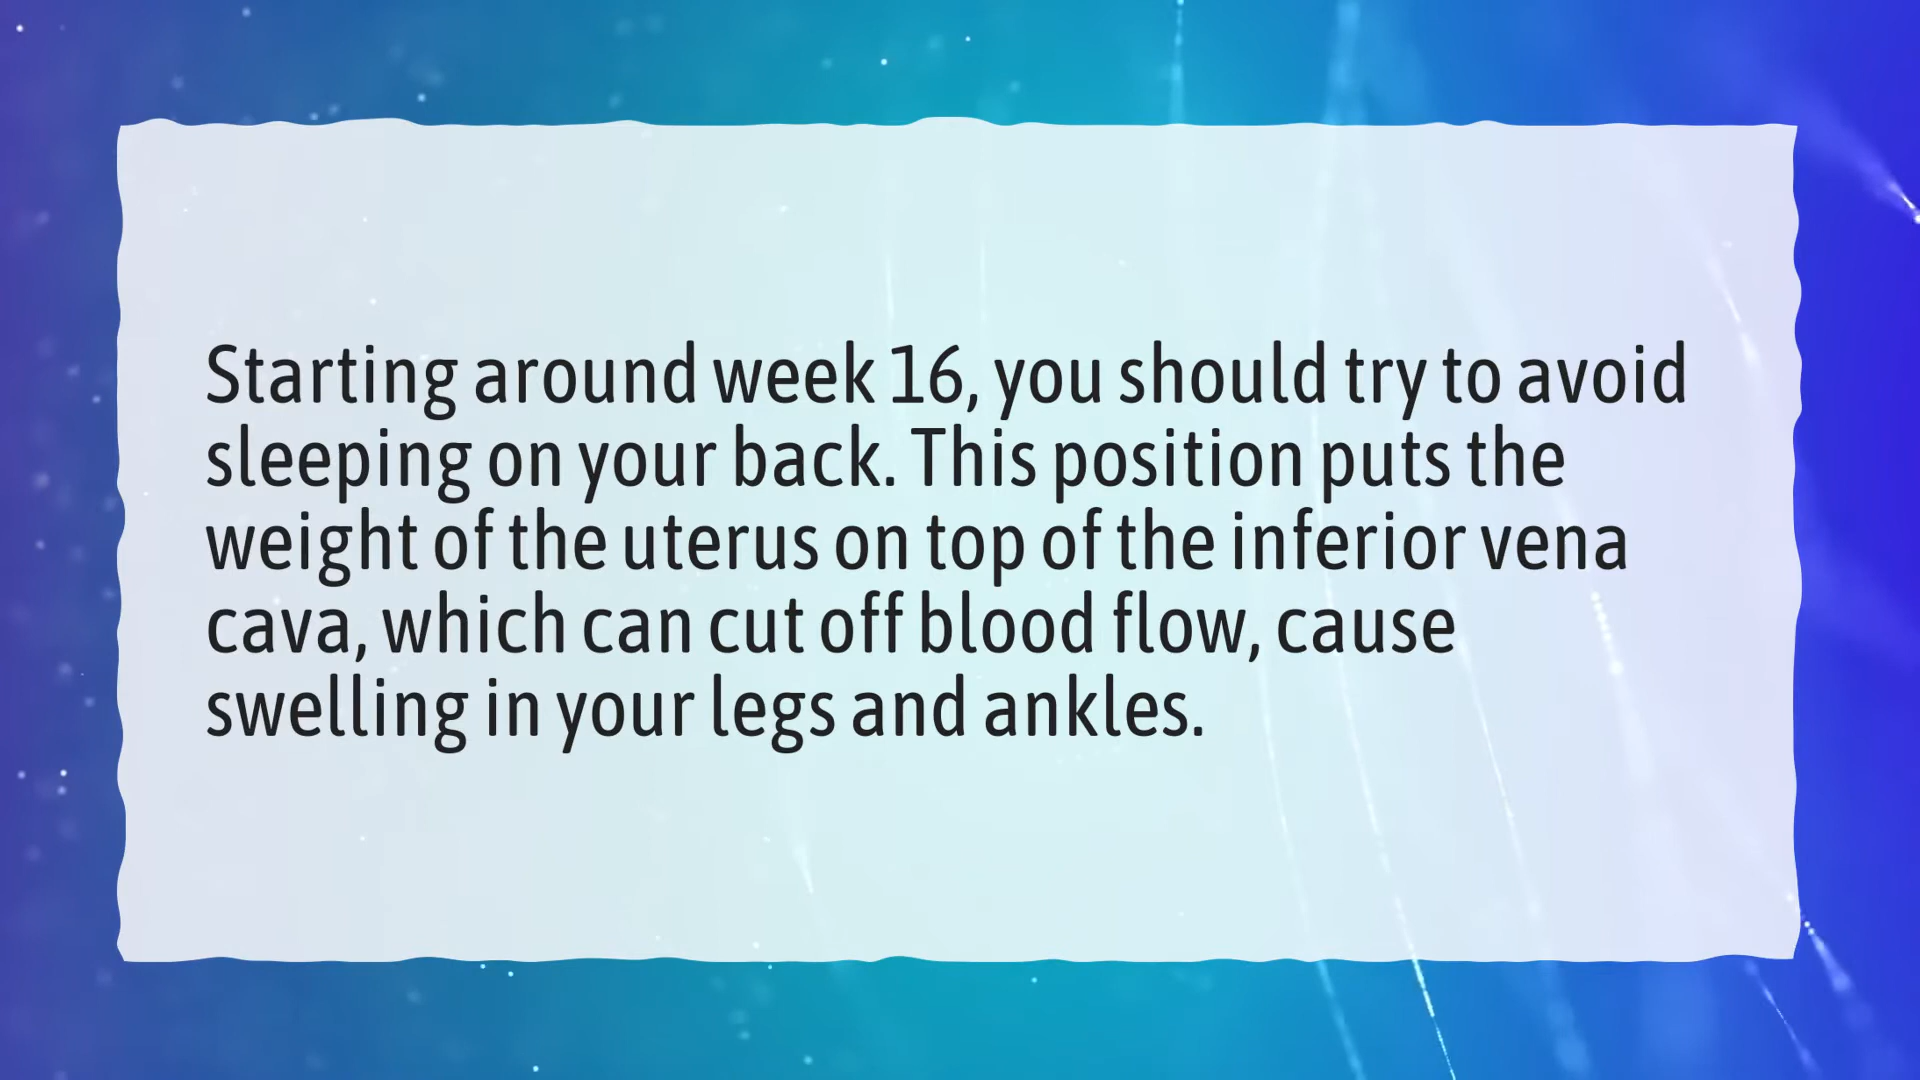 Starting around week 16, you should try to avoid
sleeping on your back. This position puts the
weight of the uterus on top of the inferior vena
cava, which can cut off blood flow, cause
swelling in your legs and ankles.